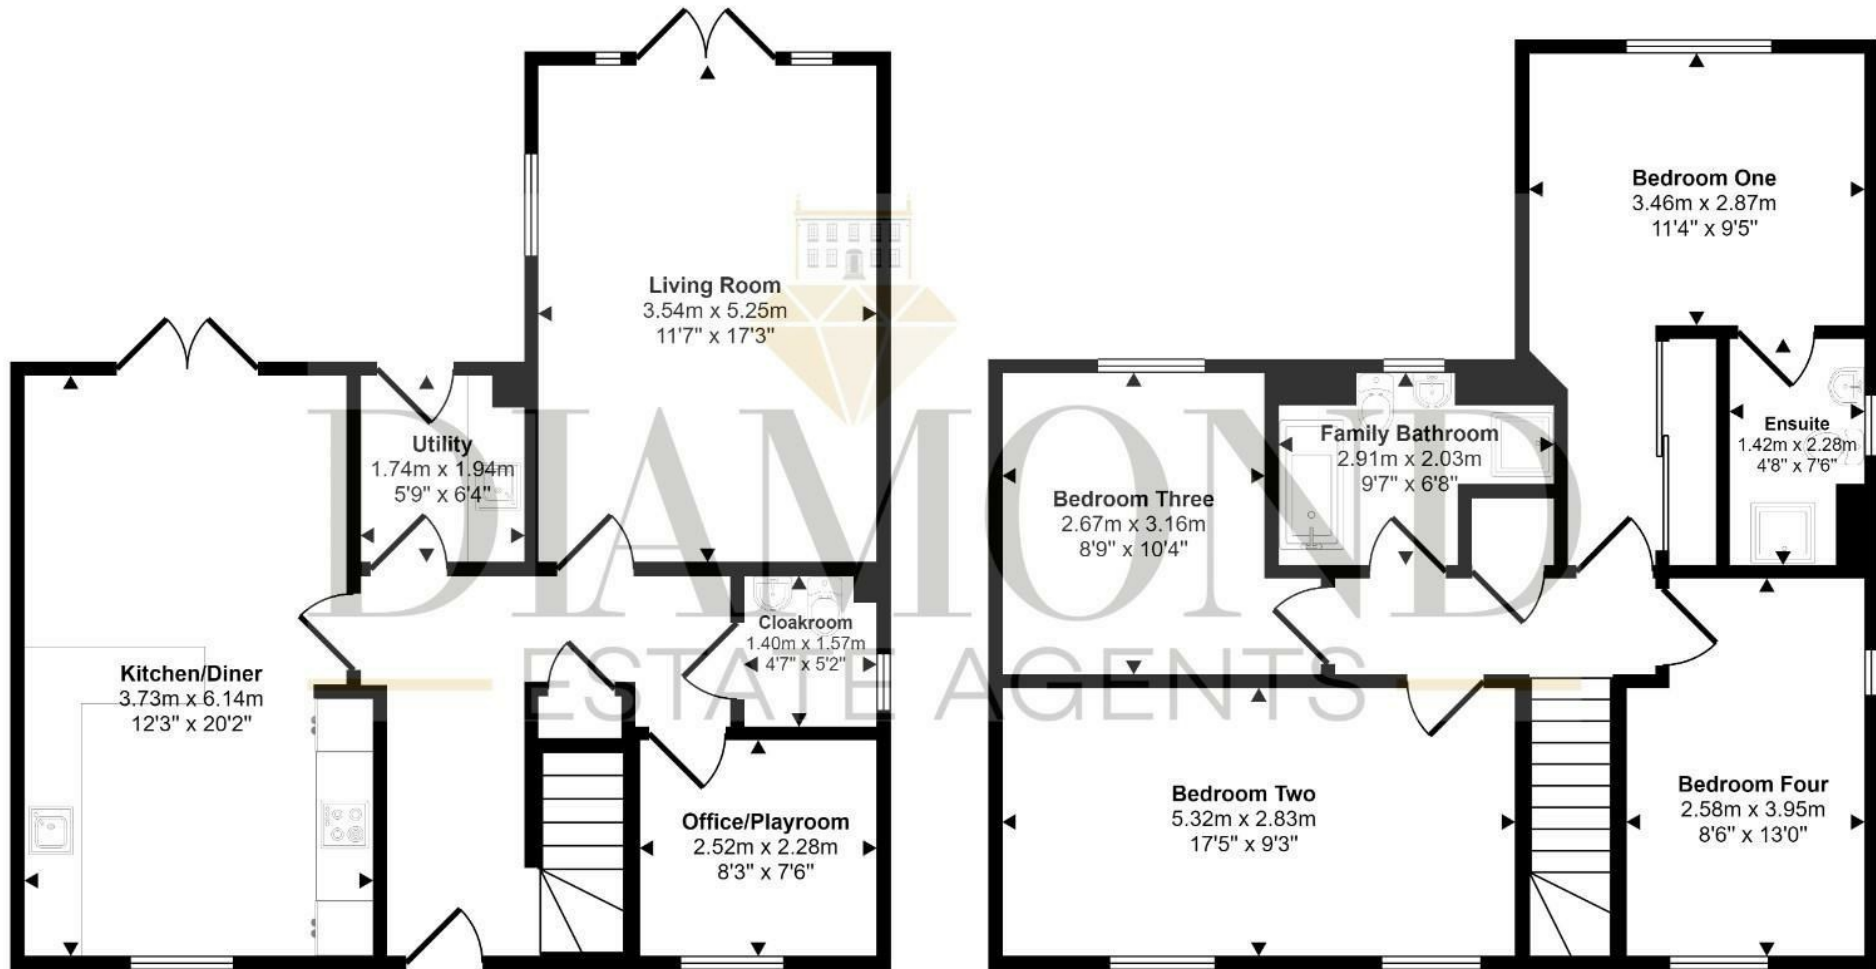 Living Room
3.54m x 5.25m
11'7" x 17'3"
Utility
1.74m x 1.94m
5'9" x 6'4"
Kitchen/Diner
3.73m x 6.14m
12'3" x 20'2"
Cloakroom
1.40m x 1.57m
4'7" x 5'2"
Office/Playroom
2.52m x 2.28m
8'3" x 7'6"
Bedroom One
3.46m x 2.87m
11'4" x 9'5"
Ensuite
1.42m x 2.28m
4'8" x 7'6"
Family Bathroom
2.91m x 2.03m
9'7" x 6'8"
Bedroom Three
2.67m x 3.16m
8'9" x 10'4"
Bedroom Two
5.32m x 2.83m
17'5" x 9'3"
Bedroom Four
2.58m x 3.95m
8'6" x 13'0"
DIAMOND
ESTATE AGENTS